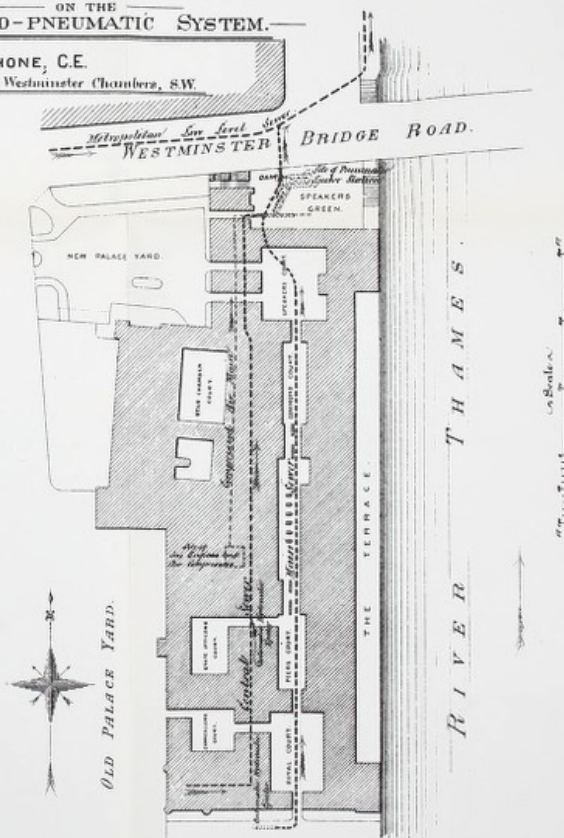 ON THE
O-PNEUMATIC SYSTEM.
HONE, C.E.
Westminster Chambers, S.W.
Metropolitan Low Level Sewer
WESTMINSTER BRIDGE ROAD.
SPEAKERS
GREEN.
NEW PALACE YARD.
SPEAKERS COURT
STAR CHAMBER
COURT.
COMMONS COURT.
Compressed Air Main
Main Sewer
THE TERRACE.
RIVER THAMES.
Central Sewer
STATE OFFICERS
COURT.
PEERS COURT.
CHANCELLORS
COURT.
ROYAL COURT.
OLD PALACE YARD.
Scale